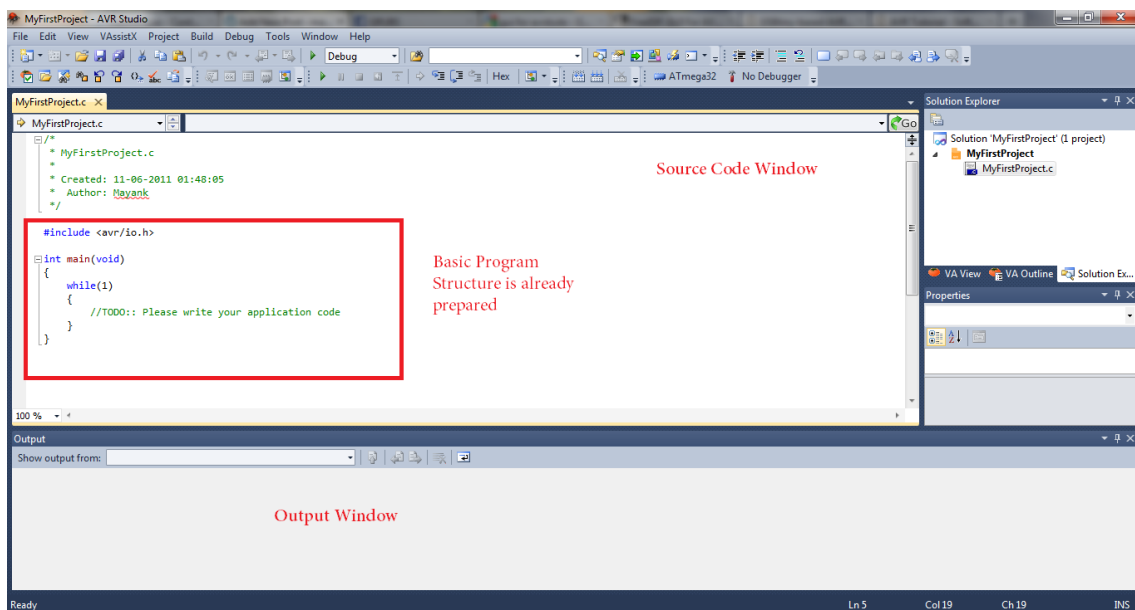 MyFirstProject - AVR Studio
File Edit View VAssistX Project Build Debug Tools Window Help
Debug
Hex ATmega32 No Debugger
MyFirstProject.c
MyFirstProject.c
Go
/*
* MyFirstProject.c
*
* Created: 11-06-2011 01:48:05
* Author: Mayank
*/
#include <avr/io.h>
int main(void)
{
while(1)
{
//TODO:: Please write your application code
}
}
Source Code Window
Basic Program
Structure is already
prepared
100 %
Solution Explorer
Solution 'MyFirstProject' (1 project)
MyFirstProject
MyFirstProject.c
VA View VA Outline Solution Ex...
Properties
Output
Show output from:
Output Window
Ready Ln 5 Col 19 Ch 19 INS